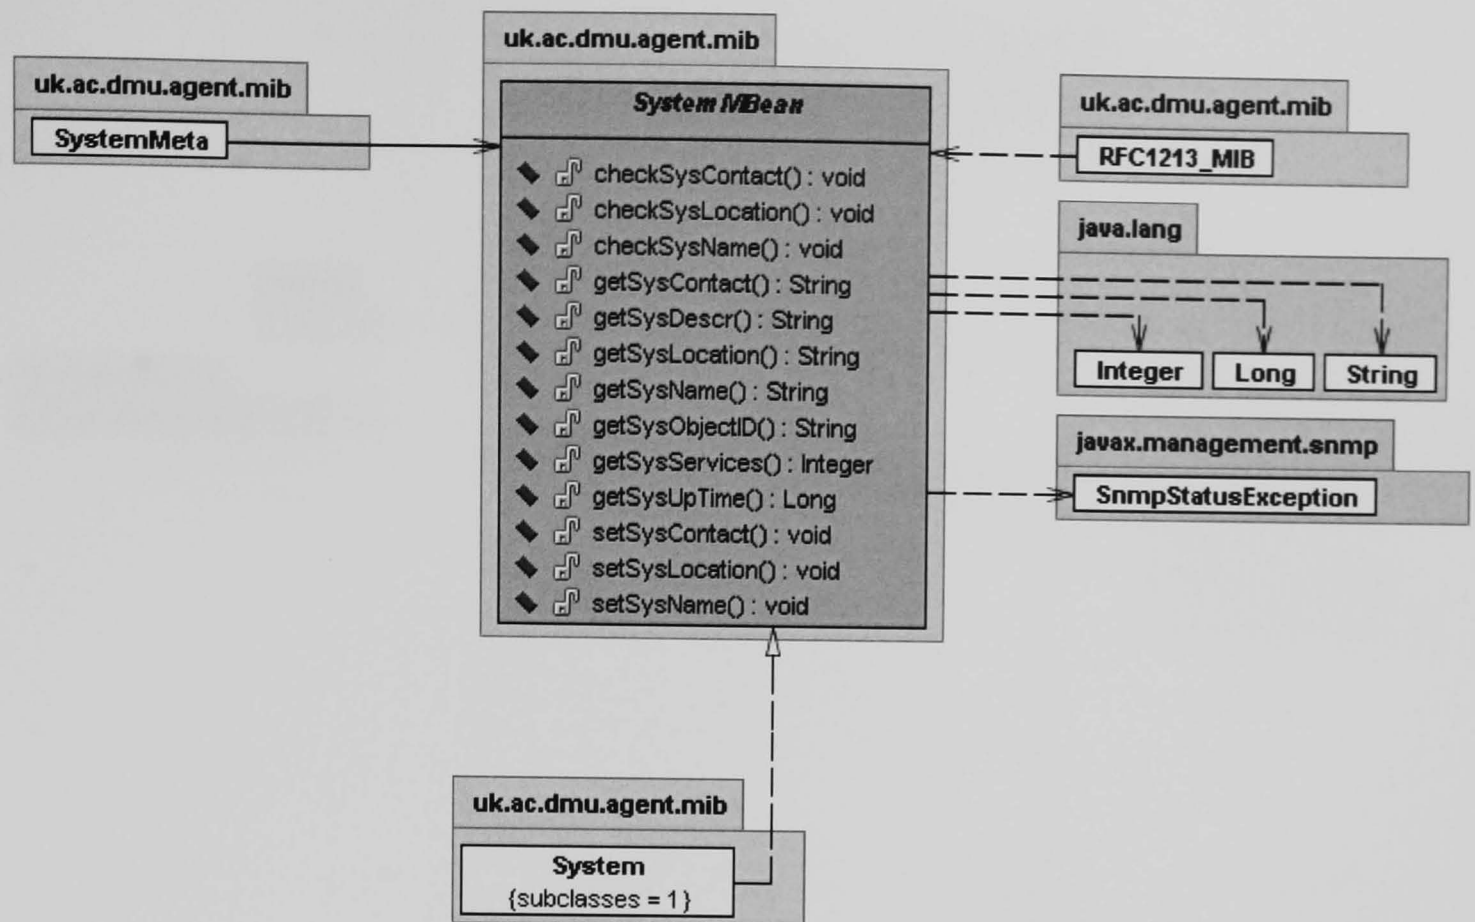 uk.ac.dmu.agent.mib
SystemMeta
uk.ac.dmu.agent.mib
SystemMBean
checkSysContact() : void
checkSysLocation() : void
checkSysName() : void
getSysContact() : String
getSysDescr() : String
getSysLocation() : String
getSysName() : String
getSysObjectID() : String
getSysServices() : Integer
getSysUpTime() : Long
setSysContact() : void
setSysLocation() : void
setSysName() : void
uk.ac.dmu.agent.mib
RFC1213_MIB
java.lang
Integer
Long
String
javax.management.snmp
SnmpStatusException
uk.ac.dmu.agent.mib
System
{subclasses = 1}